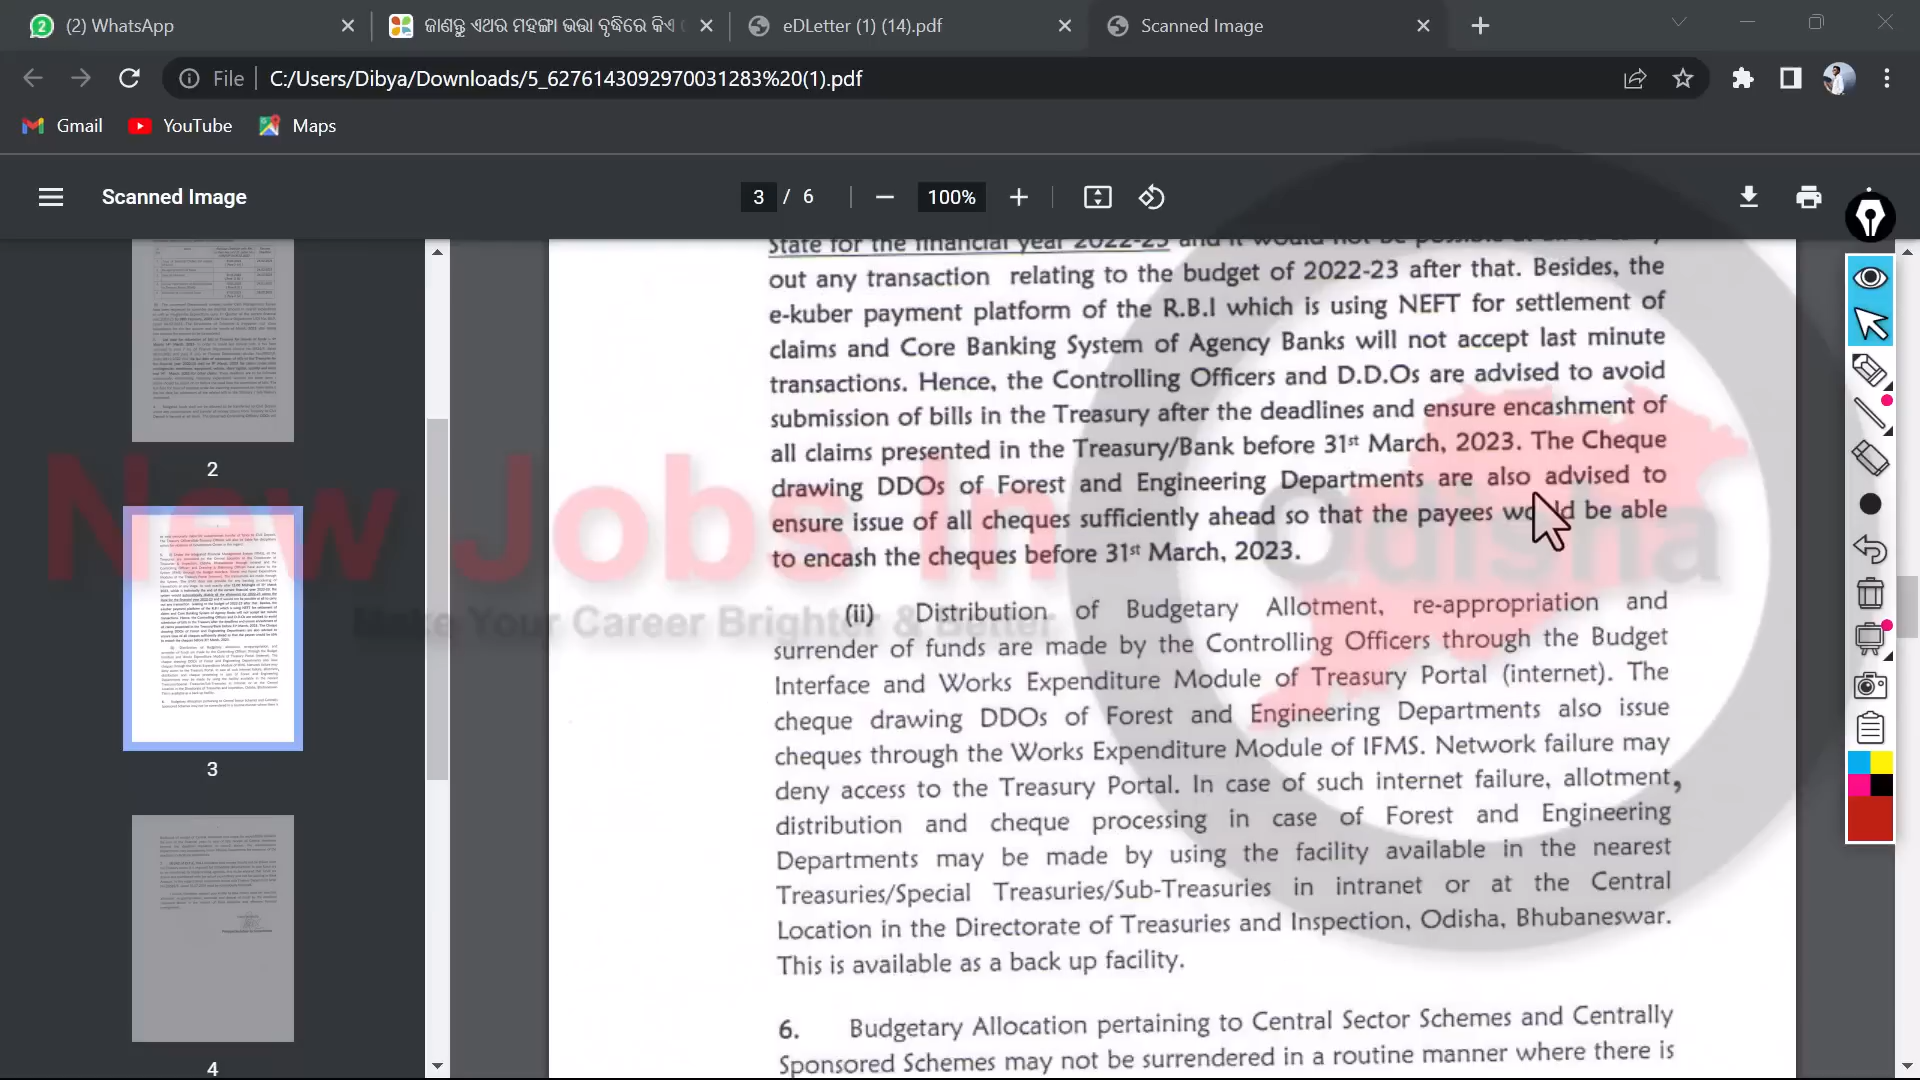 (2) WhatsApp
ଜାଣନ୍ତୁ ଏଥର ମହଙ୍ଗା ଭତ୍ତା ବୃଦ୍ଧିରେ କିଏ
eDLetter (1) (14).pdf
Scanned Image
File
C:/Users/Dibya/Downloads/5_6276143092970031283%20(1).pdf
Gmail
YouTube
Maps
Scanned Image
3 / 6
100%
2
3
4
State for the financial year 2022-23 and it would not be possible at
out any transaction relating to the budget of 2022-23 after that. Besides, the
e-kuber payment platform of the R.B.I which is using NEFT for settlement of
claims and Core Banking System of Agency Banks will not accept last minute
transactions. Hence, the Controlling Officers and D.D.Os are advised to avoid
submission of bills in the Treasury after the deadlines and ensure encashment of
all claims presented in the Treasury/Bank before 31st March, 2023. The Cheque
drawing DDOs of Forest and Engineering Departments are also advised to
ensure issue of all cheques sufficiently ahead so that the payees would be able
to encash the cheques before 31st March, 2023.
(ii) Distribution of Budgetary Allotment, re-appropriation and
surrender of funds are made by the Controlling Officers through the Budget
Interface and Works Expenditure Module of Treasury Portal (internet). The
cheque drawing DDOs of Forest and Engineering Departments also issue
cheques through the Works Expenditure Module of IFMS. Network failure may
deny access to the Treasury Portal. In case of such internet failure, allotment,
distribution and cheque processing in case of Forest and Engineering
Departments may be made by using the facility available in the nearest
Treasuries/Special Treasuries/Sub-Treasuries in intranet or at the Central
Location in the Directorate of Treasuries and Inspection, Odisha, Bhubaneswar.
This is available as a back up facility.
6. Budgetary Allocation pertaining to Central Sector Schemes and Centrally
Sponsored Schemes may not be surrendered in a routine manner where there is
New Jobs In Odisha
Make Your Career Brighter & Better